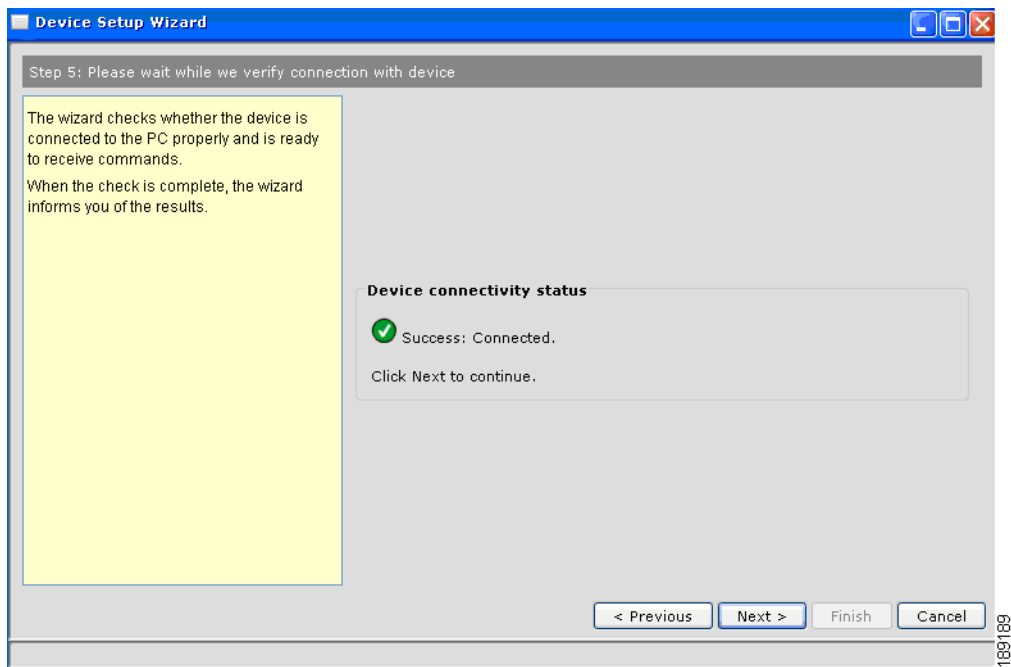 Device Setup Wizard
Step 5: Please wait while we verify connection with device
The wizard checks whether the device is
connected to the PC properly and is ready
to receive commands.
When the check is complete, the wizard
informs you of the results.
Device connectivity status
Success: Connected.
Click Next to continue.
< Previous
Next >
Finish
Cancel
189189